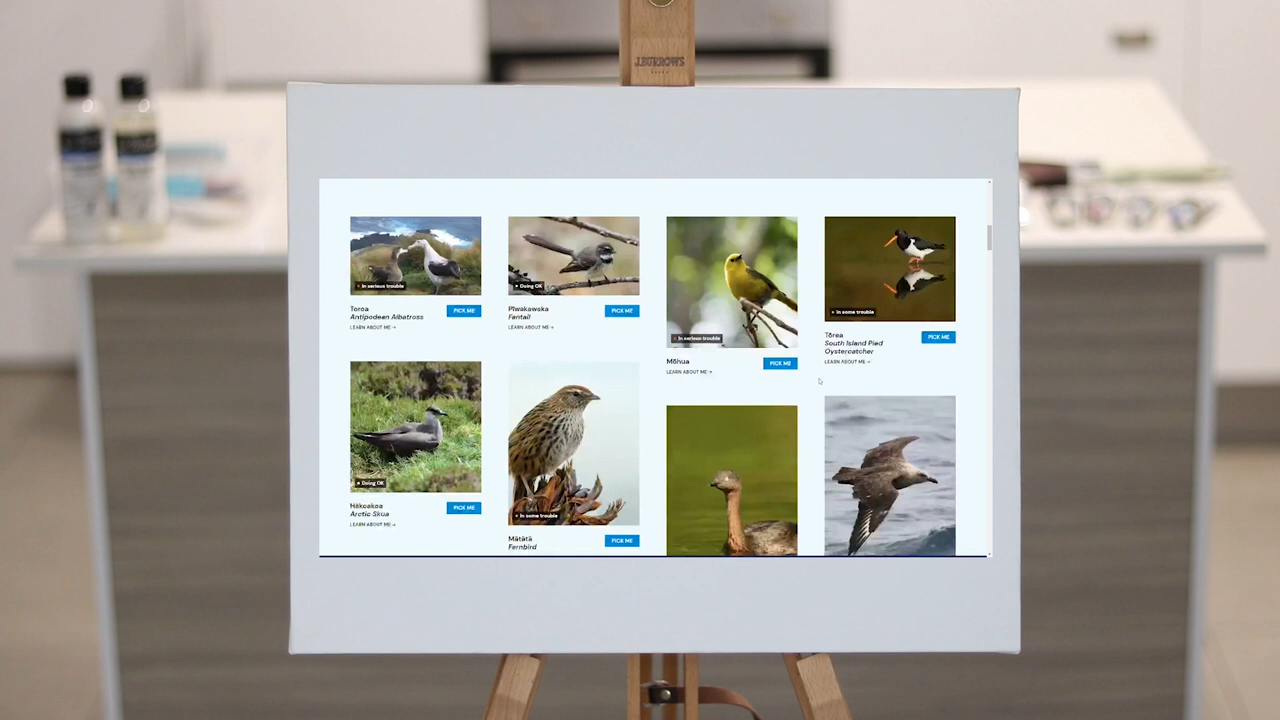 J.BURROWS
In serious trouble
Toroa
Antipodean Albatross
PICK ME
LEARN ABOUT ME →
Doing OK
Pīwakawaka
Fantail
PICK ME
LEARN ABOUT ME →
In serious trouble
Mōhua
PICK ME
LEARN ABOUT ME →
In some trouble
Tōrea
South Island Pied
Oystercatcher
PICK ME
LEARN ABOUT ME →
Doing OK
Hākoakoa
Arctic Skua
PICK ME
LEARN ABOUT ME →
In some trouble
Mātātā
Fernbird
PICK ME